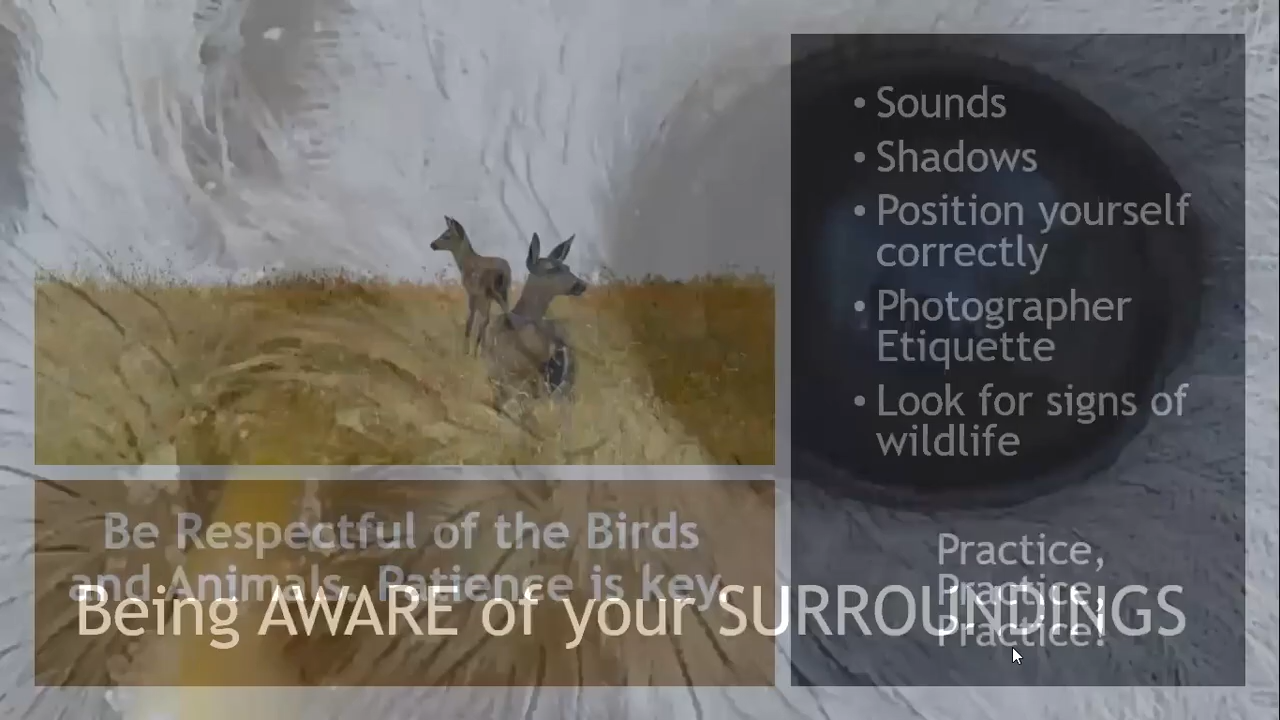 • Sounds
• Shadows
• Position yourself
correctly
• Photographer
Etiquette
• Look for signs of
wildlife
Be Respectful of the Birds
and Animals. Patience is key.
Being AWARE of your SURROUNDINGS
Practice,
Practice,
Practice!